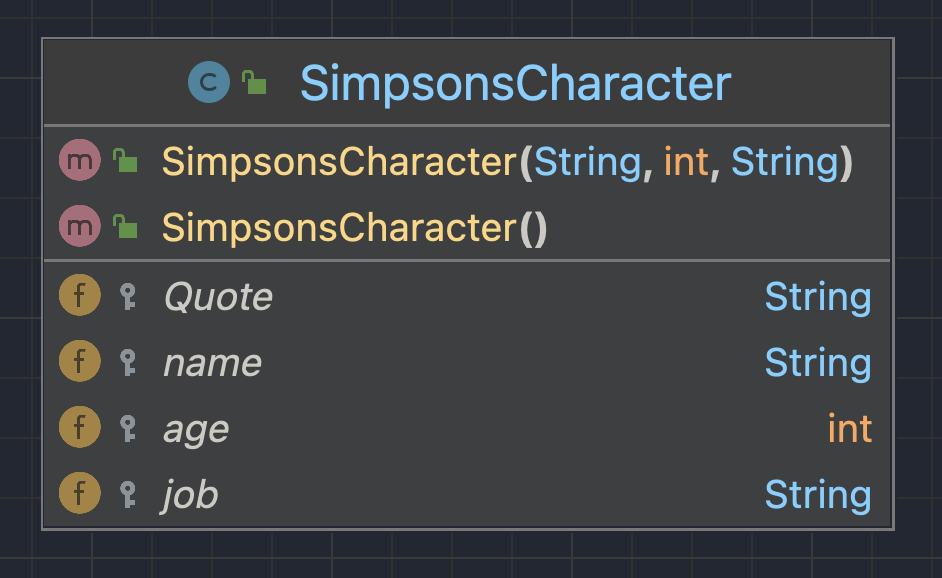 C SimpsonsCharacter
m SimpsonsCharacter(String, int, String)
m SimpsonsCharacter()
f Quote String
f name String
f age int
f job String